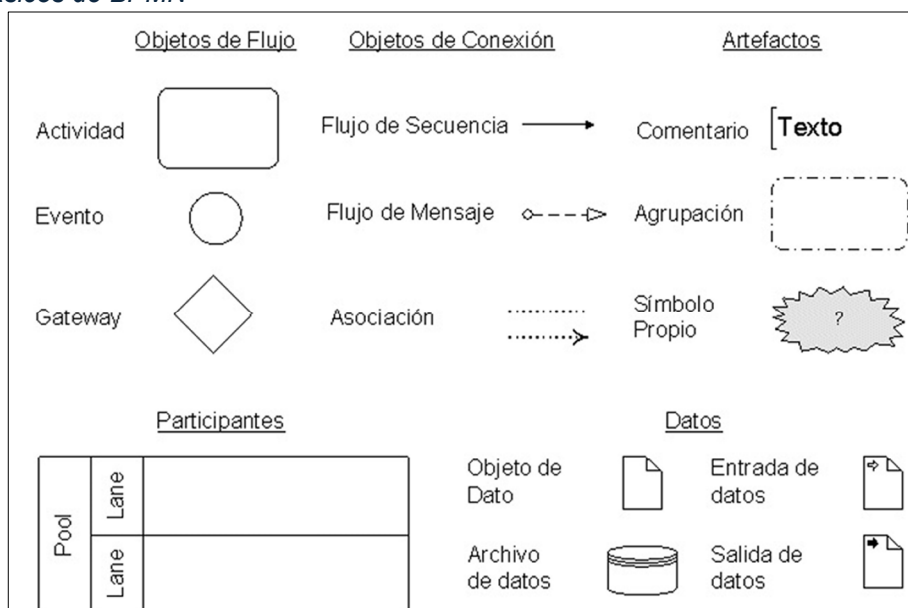 Objetos de Flujo
Objetos de Conexión
Artefactos
Actividad
Flujo de Secuencia
Comentario
Texto
Evento
Flujo de Mensaje
Agrupación
Gateway
Asociación
Símbolo
Propio
?
Participantes
Datos
Pool
Lane
Lane
Objeto de
Dato
Entrada de
datos
Archivo
de datos
Salida de
datos